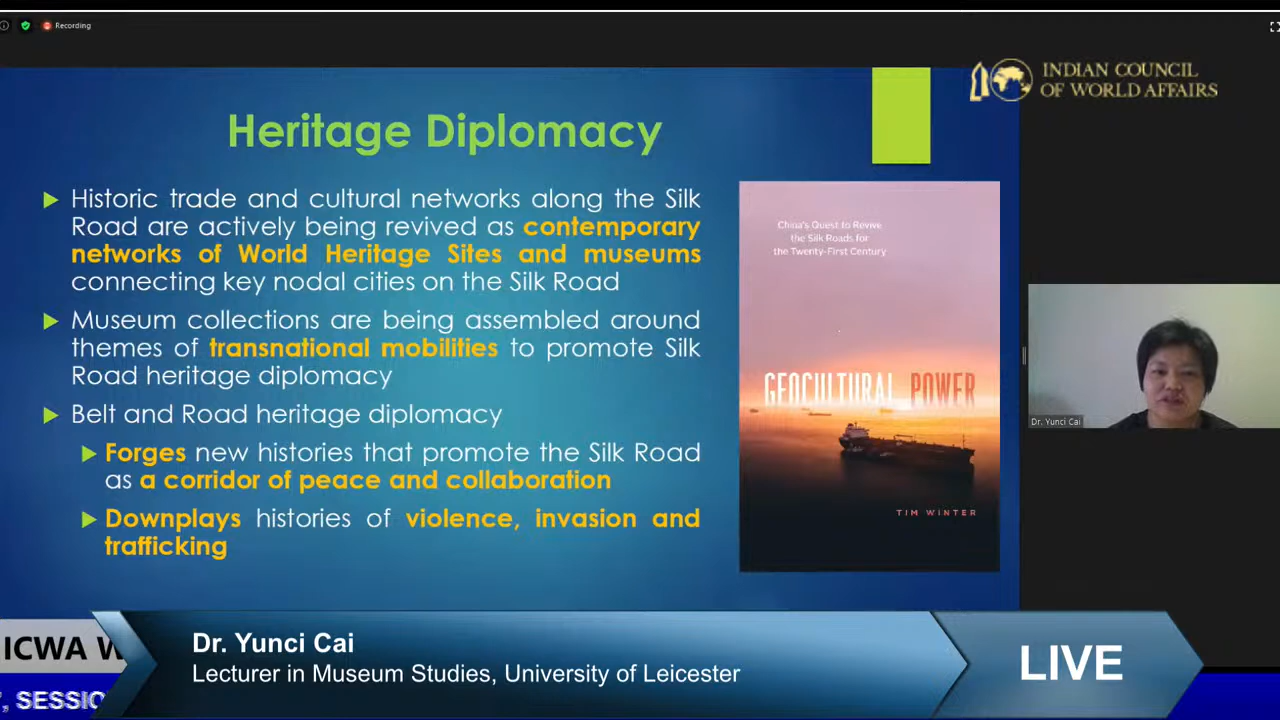 Recording
INDIAN COUNCIL
OF WORLD AFFAIRS
Heritage Diplomacy
Historic trade and cultural networks along the Silk
Road are actively being revived as contemporary
networks of World Heritage Sites and museums
connecting key nodal cities on the Silk Road
Museum collections are being assembled around
themes of transnational mobilities to promote Silk
Road heritage diplomacy
Belt and Road heritage diplomacy
Forges new histories that promote the Silk Road
as a corridor of peace and collaboration
Downplays histories of violence, invasion and
trafficking
China's Quest to Revive
the Silk Roads for
the Twenty-First Century
GEOCULTURAL POWER
TIM WINTER
Dr. Yunci Cai
ICWA W
Dr. Yunci Cai
Lecturer in Museum Studies, University of Leicester
LIVE
, SESSIO